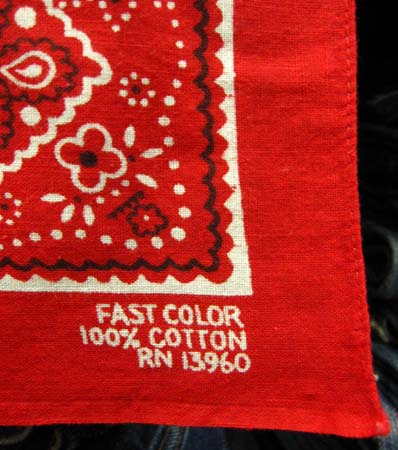 FAST COLOR
100% COTTON
RN 13960